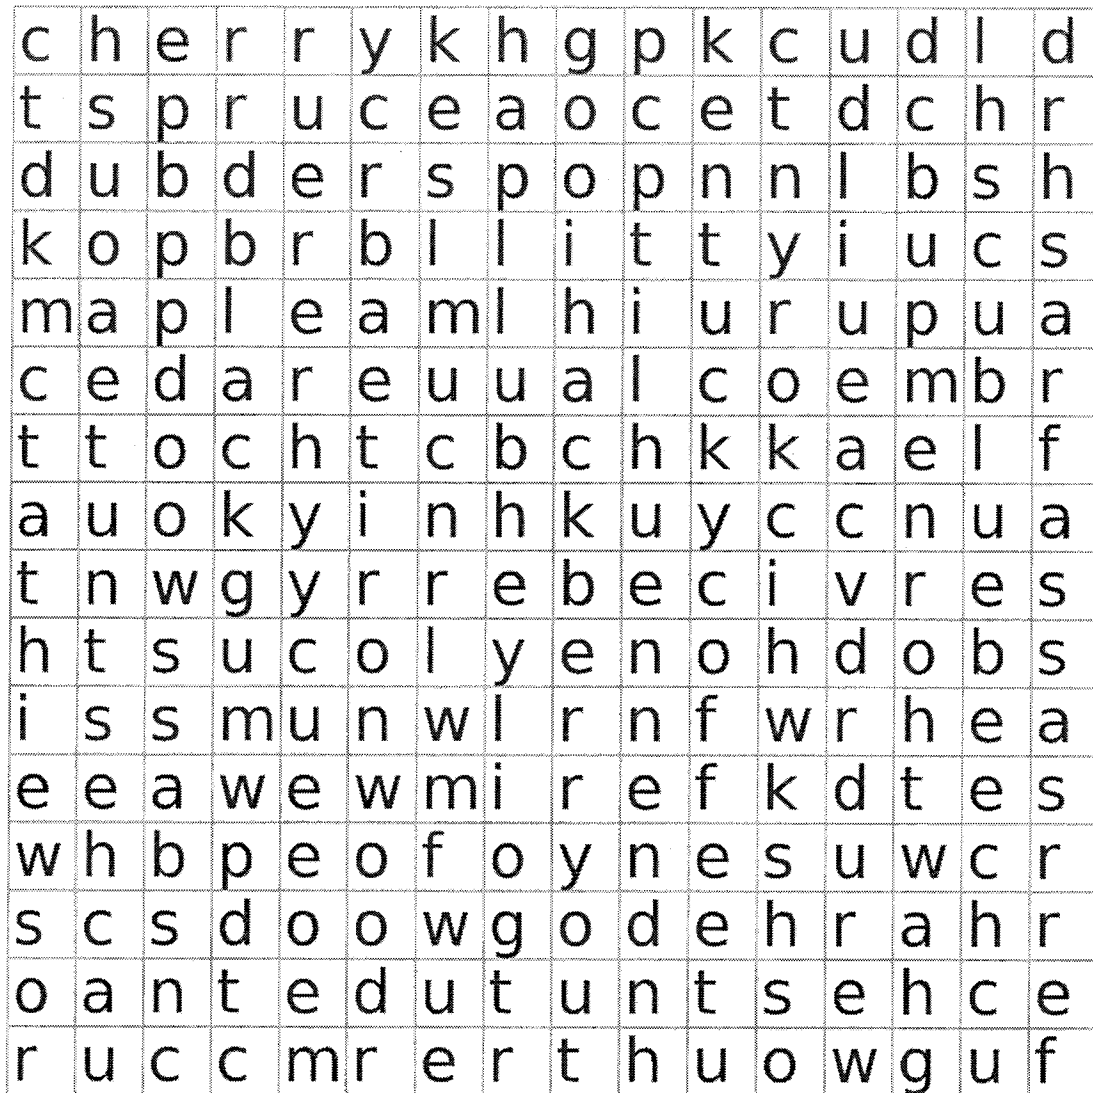 c h e r r y k h g p k c u d l d
t s p r u c e a o c e t d c h r
d u b d e r s p o p n n l b s h
k o p b r b l l i t t y i u c s
m a p l e a m l h i u r u p u a
c e d a r e u u a l c o e m b r
t t o c h t c b c h k k a e l f
a u o k y i n h k u y c c n u a
t n w g y r r e b e c i v r e s
h t s u c o l y e n o h d o b s
i s s m u n w l r n f w r h e a
e e a w e w m i r e f k d t e s
w h b p e o f o y n e s u w c r
s c s d o o w g o d e h r a h r
o a n t e d u t u n t s e h c e
r u c c m r e r t h u o w g u f